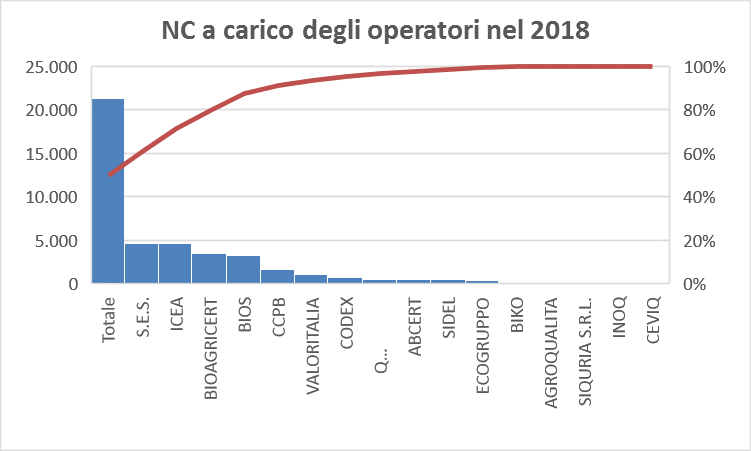 NC a carico degli operatori nel 2018
25.000
20.000
15.000
10.000
5.000
0
100%
80%
60%
40%
20%
0%
Totale
S.E.S.
ICEA
BIOAGRICERT
BIOS
CCPB
VALORITALIA
CODEX
Q...
ABCERT
SIDEL
ECOGRUPPO
BIKO
AGROQUALITA
SIQURIA S.R.L.
INOQ
CEVIQ